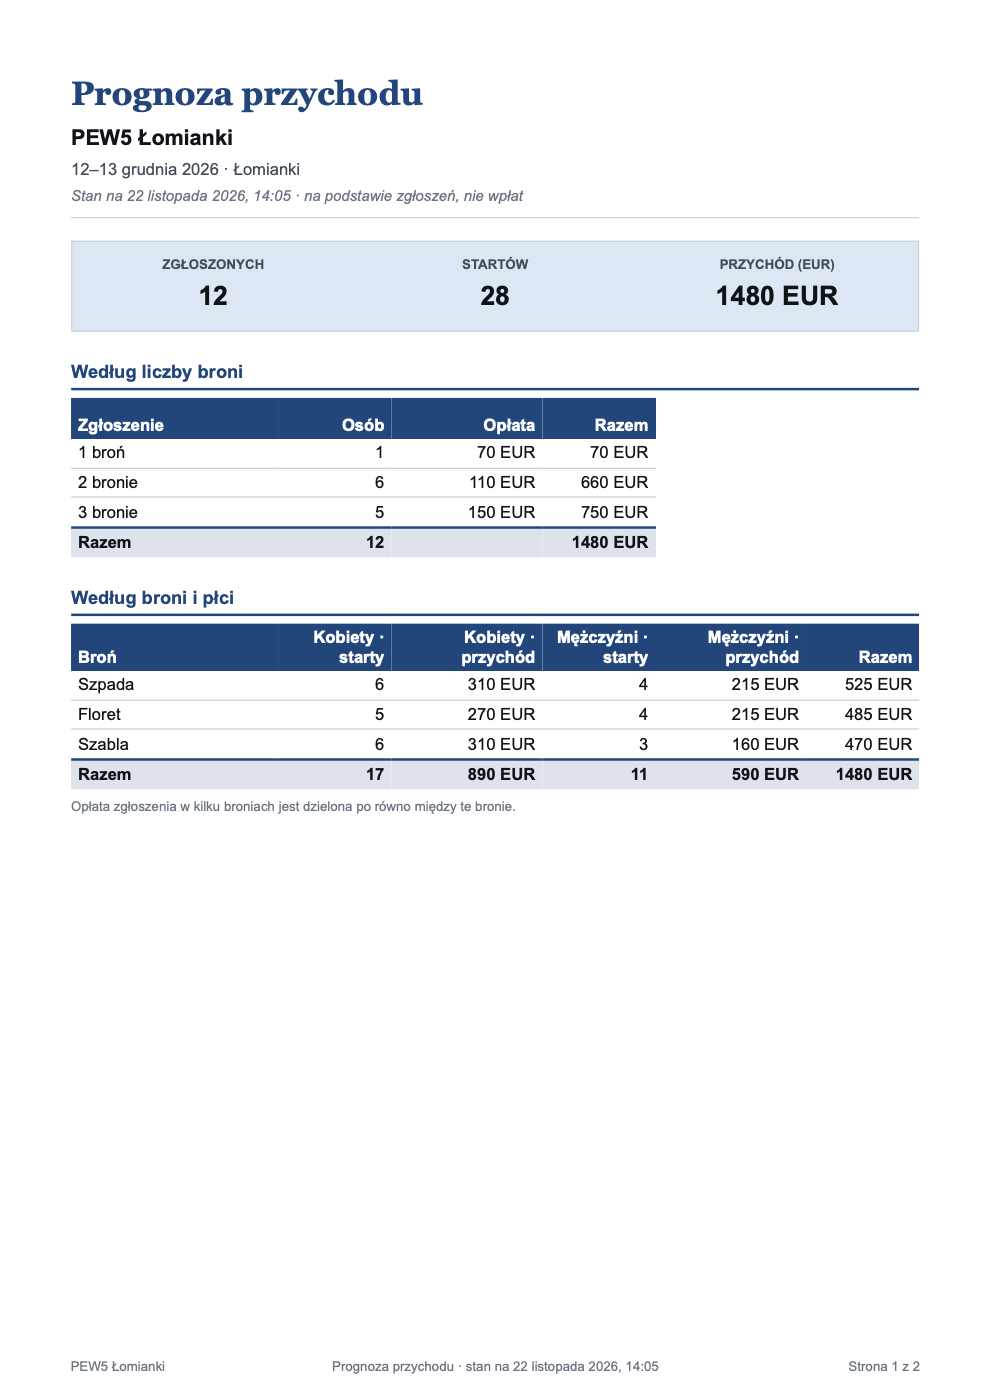 Prognoza przychodu
PEW5 Łomianki
12–13 grudnia 2026 · Łomianki
Stan na 22 listopada 2026, 14:05 · na podstawie zgłoszeń, nie wpłat
ZGŁOSZONYCH STARTÓW PRZYCHÓD (EUR)
12 28 1480 EUR
Według liczby broni
Zgłoszenie Osób Opłata Razem
1 broń 1 70 EUR 70 EUR
2 bronie 6 110 EUR 660 EUR
3 bronie 5 150 EUR 750 EUR
Razem 12 1480 EUR
Według broni i płci
Broń Kobiety · starty Kobiety · przychód Mężczyźni · starty Mężczyźni · przychód Razem
Szpada 6 310 EUR 4 215 EUR 525 EUR
Floret 5 270 EUR 4 215 EUR 485 EUR
Szabla 6 310 EUR 3 160 EUR 470 EUR
Razem 17 890 EUR 11 590 EUR 1480 EUR
Opłata zgłoszenia w kilku broniach jest dzielona po równo między te bronie.
PEW5 Łomianki Prognoza przychodu · stan na 22 listopada 2026, 14:05 Strona 1 z 2